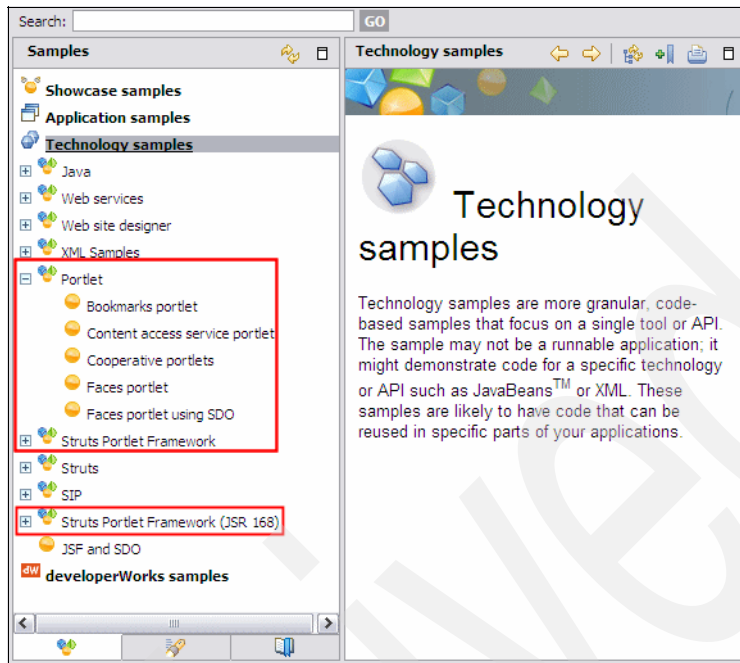 Search:
GO
Samples
Showcase samples
Application samples
Technology samples
Java
Web services
Web site designer
XML Samples
Portlet
Bookmarks portlet
Content access service portlet
Cooperative portlets
Faces portlet
Faces portlet using SDO
Struts Portlet Framework
Struts
SIP
Struts Portlet Framework (JSR 168)
JSF and SDO
dW developerWorks samples
Technology samples
Technology
samples
Technology samples are more granular, code-
based samples that focus on a single tool or API.
The sample may not be a runnable application; it
might demonstrate code for a specific technology
or API such as JavaBeans™ or XML. These
samples are likely to have code that can be
reused in specific parts of your applications.